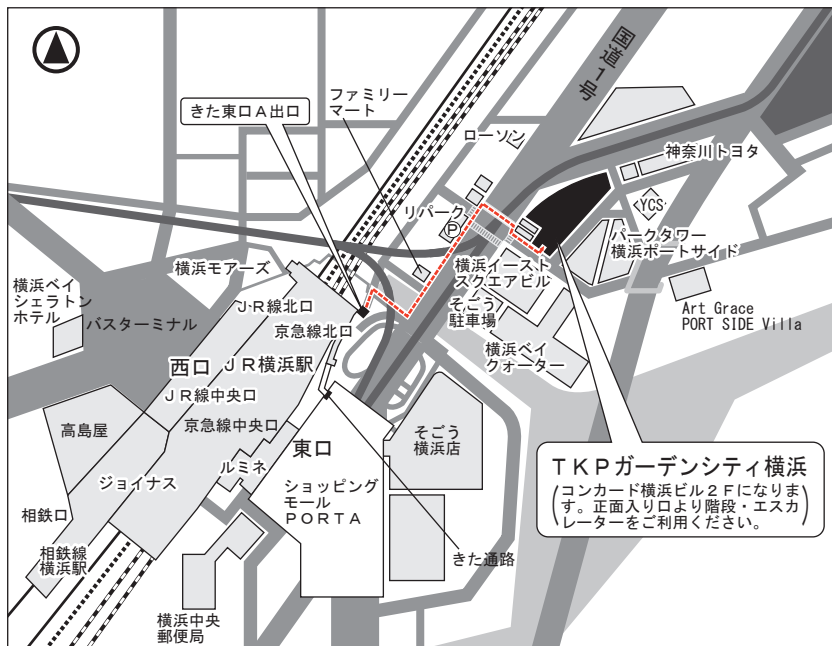 国道1号
ファミリー
マート
きた東口A出口
ローソン
神奈川トヨタ
リパーク
P
YCS
パークタワー
横浜ポートサイド
横浜モアーズ
横浜イースト
スクエアビル
横浜ベイ
シェラトン
ホテル
バスターミナル
JR線北口
京急線北口
そごう
駐車場
Art Grace
PORT SIDE Villa
横浜ベイ
クォーター
西口
JR横浜駅
JR線中央口
京急線中央口
高島屋
東口
そごう
横浜店
ルミネ
ジョイナス
ショッピング
モール
PORTA
TKPガーデンシティ横浜
(コンカード横浜ビル2Fになりま
す。正面入り口より階段・エスカ
レーターをご利用ください。)
相鉄口
相鉄線
横浜駅
きた通路
横浜中央
郵便局